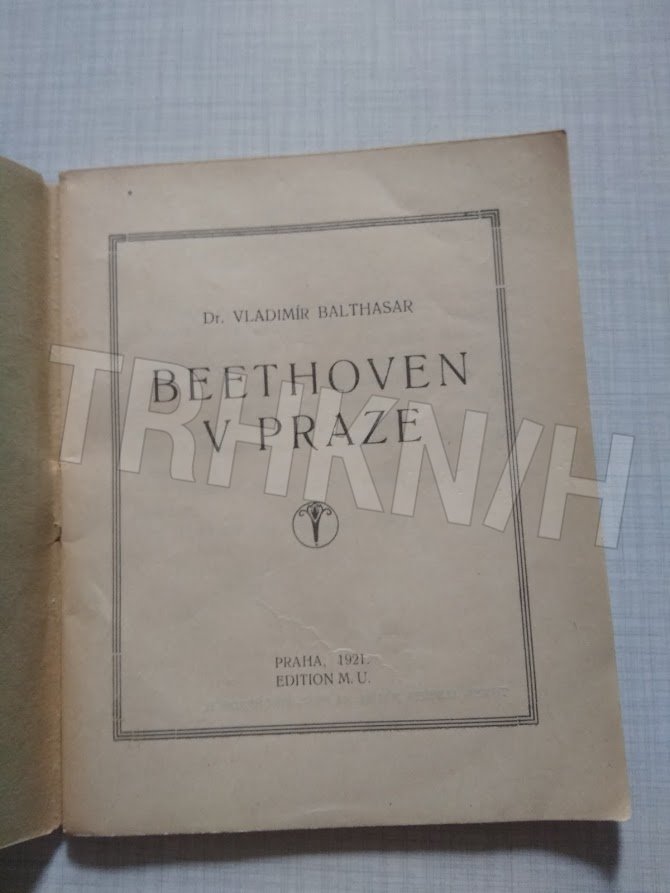 Dr. VLADIMÍR BALTHASAR
BEETHOVEN
V PRAZE
TRHKNIH
PRAHA, 1921.
EDITION M. U.